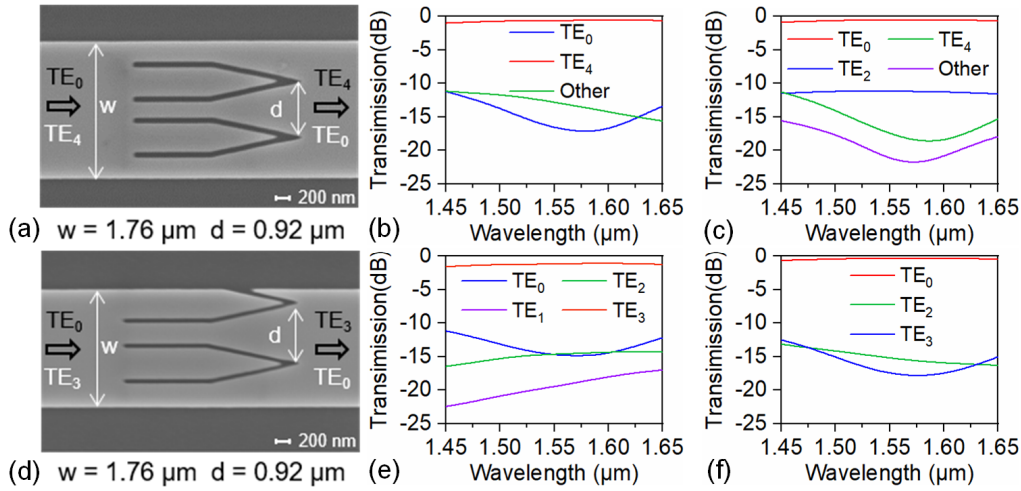 TE0
TE4
w
d
TE4
TE0
200 nm
(a) w = 1.76 µm d = 0.92 µm
Transimission(dB)
0
-5
-10
-15
-20
-25
TE0
TE4
Other
1.45 1.50 1.55 1.60 1.65
(b) Wavelength (µm)
Transimission(dB)
0
-5
-10
-15
-20
-25
TE0 TE4
TE2 Other
1.45 1.50 1.55 1.60 1.65
(c) Wavelength (µm)
TE0
TE3
w
d
TE3
TE0
200 nm
(d) w = 1.76 µm d = 0.92 µm
Transimission(dB)
0
-5
-10
-15
-20
-25
TE0 TE2
TE1 TE3
1.45 1.50 1.55 1.60 1.65
(e) Wavelength (µm)
Transimission(dB)
0
-5
-10
-15
-20
-25
TE0
TE2
TE3
1.45 1.50 1.55 1.60 1.65
(f) Wavelength (µm)